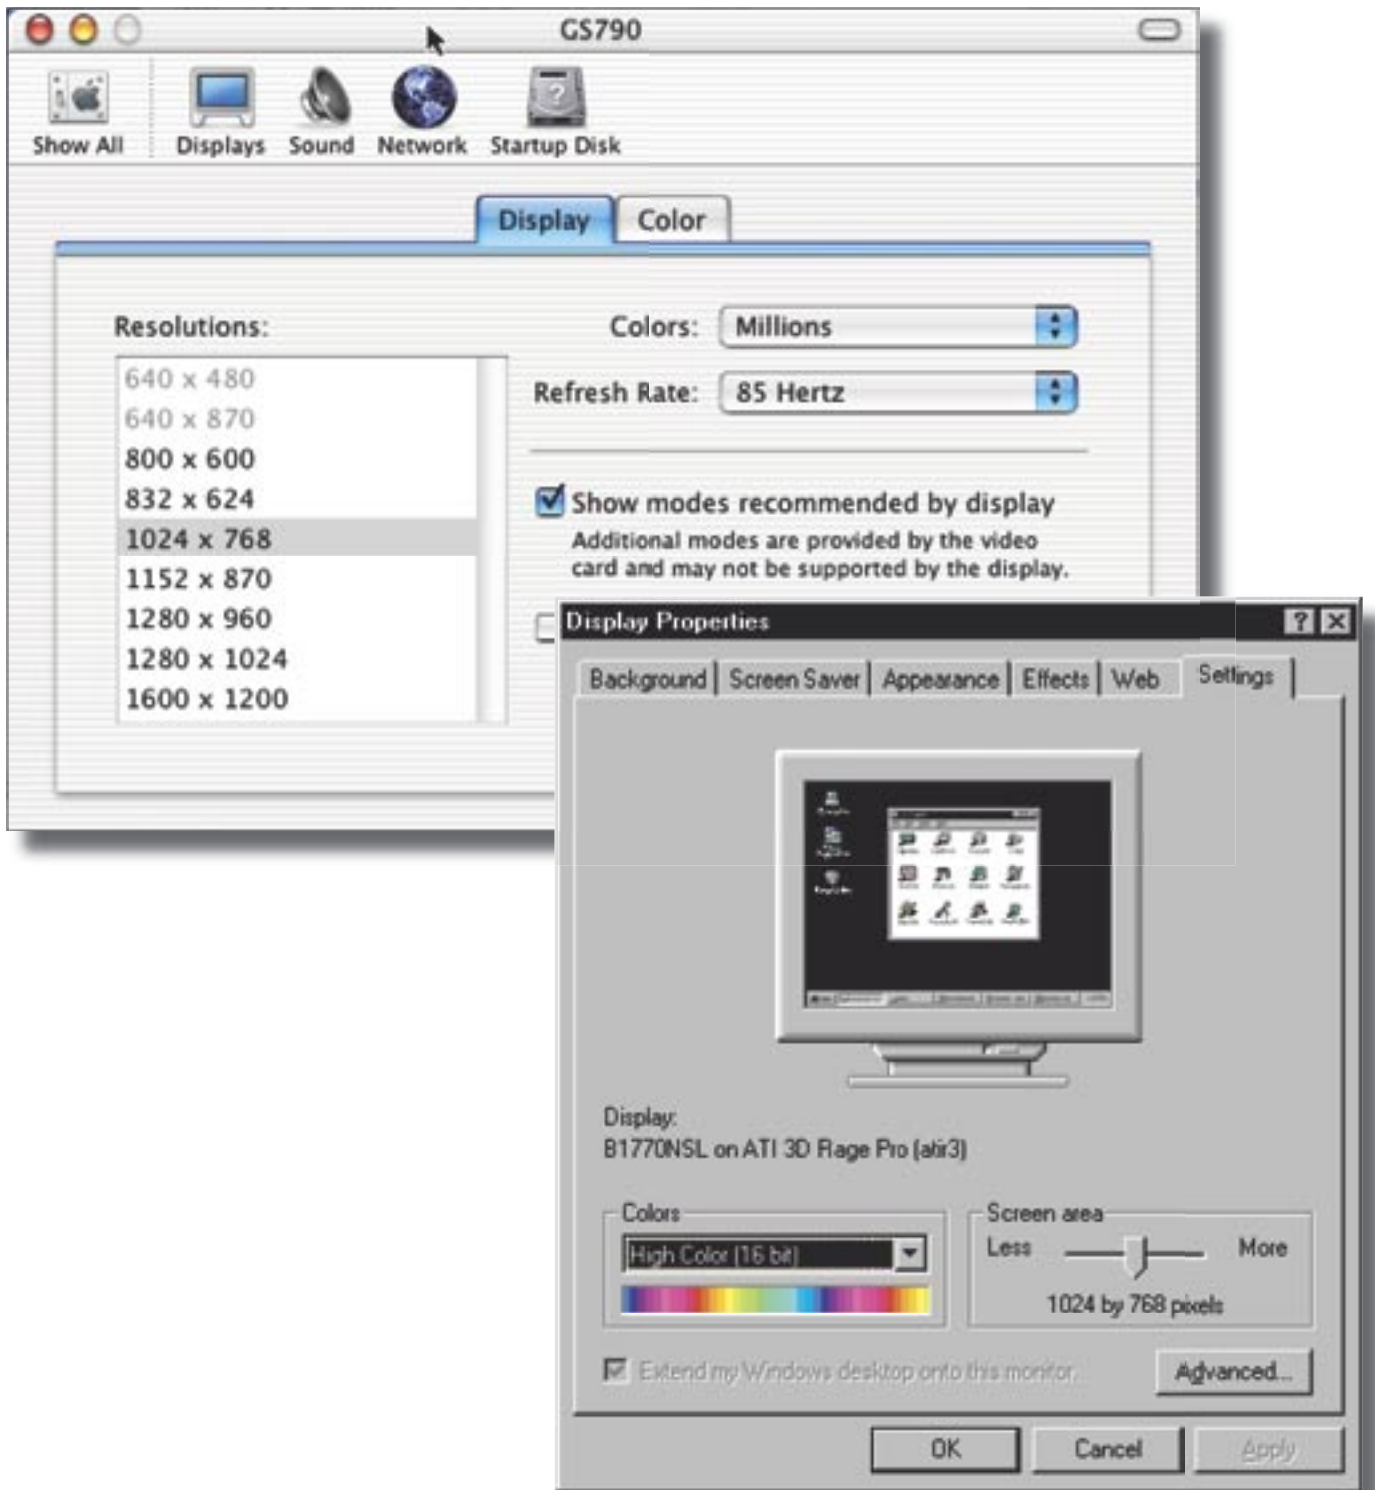 GS790
Show All
Displays
Sound
Network
Startup Disk
Display
Color
Resolutions:
640 x 480
640 x 870
800 x 600
832 x 624
1024 x 768
1152 x 870
1280 x 960
1280 x 1024
1600 x 1200
Colors: Millions
Refresh Rate: 85 Hertz
Show modes recommended by display
Additional modes are provided by the video
card and may not be supported by the display.
Display Properties
Background
Screen Saver
Appearance
Effects
Web
Settings
Display:
B1770NSL on ATI 3D Rage Pro (atir3)
Colors
High Color (16 bit)
Screen area
Less
More
1024 by 768 pixels
Extend my Windows desktop onto this monitor.
Advanced...
OK
Cancel
Apply